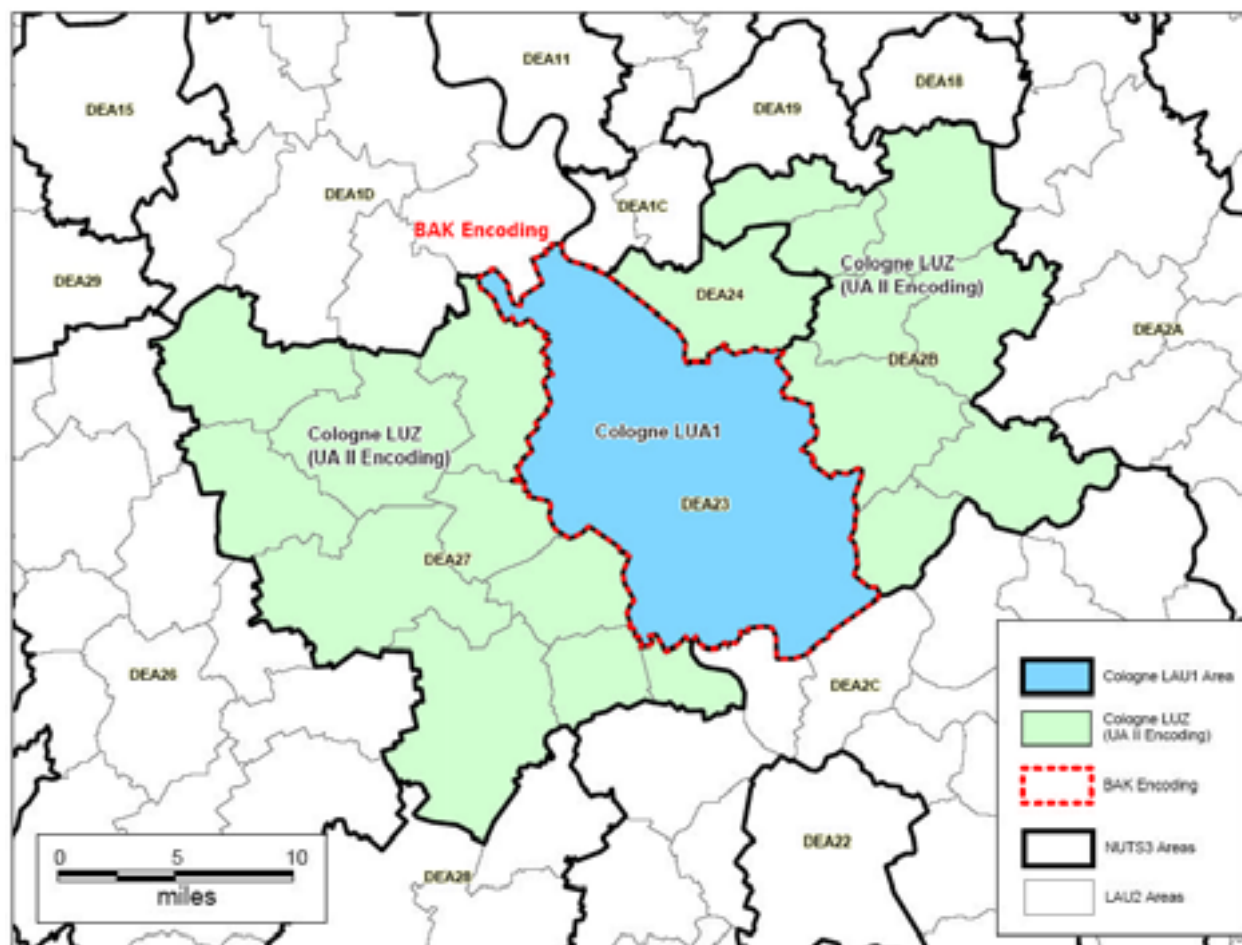 DEA11
DEA18
DEA19
DEA15
DEA1D
DEA1C
BAK Encoding
DEA29
Cologne LUZ
(UA II Encoding)
DEA24
DEA2A
DEA2B
Cologne LUZ
(UA II Encoding)
Cologne LUA1
DEA23
DEA27
DEA26
DEA2C
DEA22
DEA28
Cologne LAU1 Area
Cologne LUZ
(UA II Encoding)
BAK Encoding
NUTS3 Areas
LAU2 Areas
0 5 10
miles